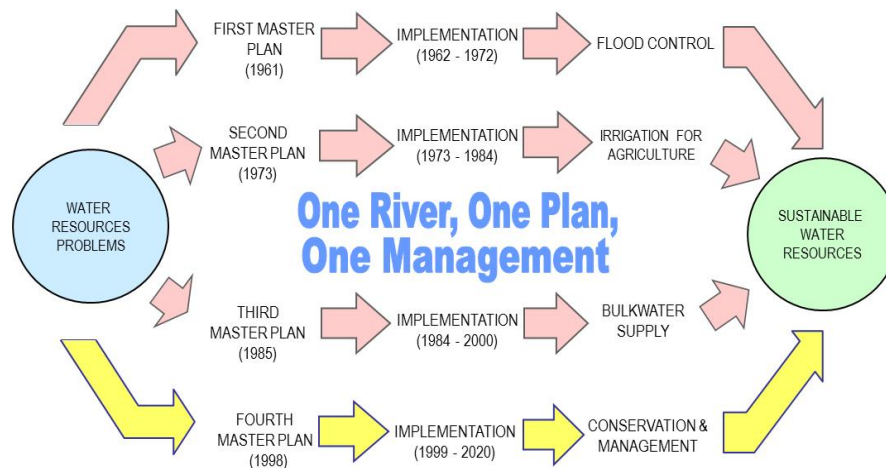 FIRST MASTER
PLAN
(1961)
IMPLEMENTATION
(1962 - 1972)
FLOOD CONTROL
SECOND
MASTER PLAN
(1973)
IMPLEMENTATION
(1973 - 1984)
IRRIGATION FOR
AGRICULTURE
WATER
RESOURCES
PROBLEMS
One River, One Plan,
One Management
SUSTAINABLE
WATER
RESOURCES
THIRD
MASTER PLAN
(1985)
IMPLEMENTATION
(1984 - 2000)
BULKWATER
SUPPLY
FOURTH
MASTER PLAN
(1998)
IMPLEMENTATION
(1999 - 2020)
CONSERVATION &
MANAGEMENT